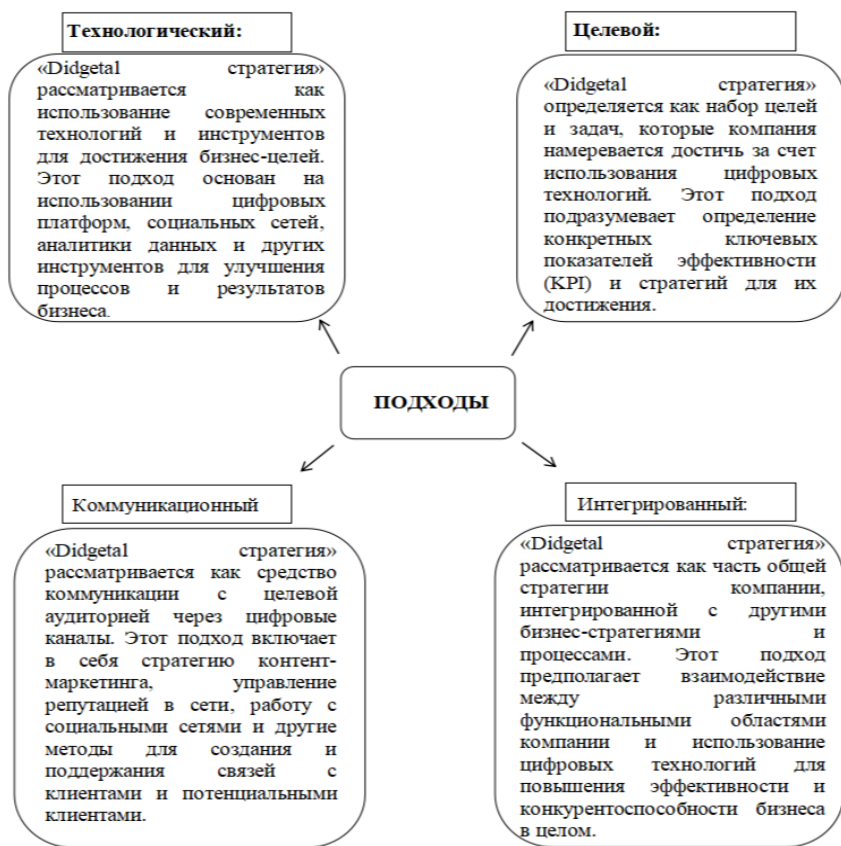 Технологический:
«Didgetal стратегия»
рассматривается как
использование современных
технологий и инструментов
для достижения бизнес-целей.
Этот подход основан на
использовании цифровых
платформ, социальных сетей,
аналитики данных и других
инструментов для улучшения
процессов и результатов
бизнеса.
Целевой:
«Didgetal стратегия»
определяется как набор целей
и задач, которые компания
намеревается достичь за счет
использования цифровых
технологий. Этот подход
подразумевает определение
конкретных ключевых
показателей эффективности
(KPI) и стратегий для их
достижения.
ПОДХОДЫ
Коммуникационный
«Didgetal стратегия»
рассматривается как средство
коммуникации с целевой
аудиторией через цифровые
каналы. Этот подход включает
в себя стратегию контент-
маркетинга, управление
репутацией в сети, работу с
социальными сетями и другие
методы для создания и
поддержания связей с
клиентами и потенциальными
клиентами.
Интегрированный:
«Didgetal стратегия»
рассматривается как часть общей
стратегии компании,
интегрированной с другими
бизнес-стратегиями и
процессами. Этот подход
предполагает взаимодействие
между различными
функциональными областями
компании и использование
цифровых технологий для
повышения эффективности и
конкурентоспособности бизнеса
в целом.